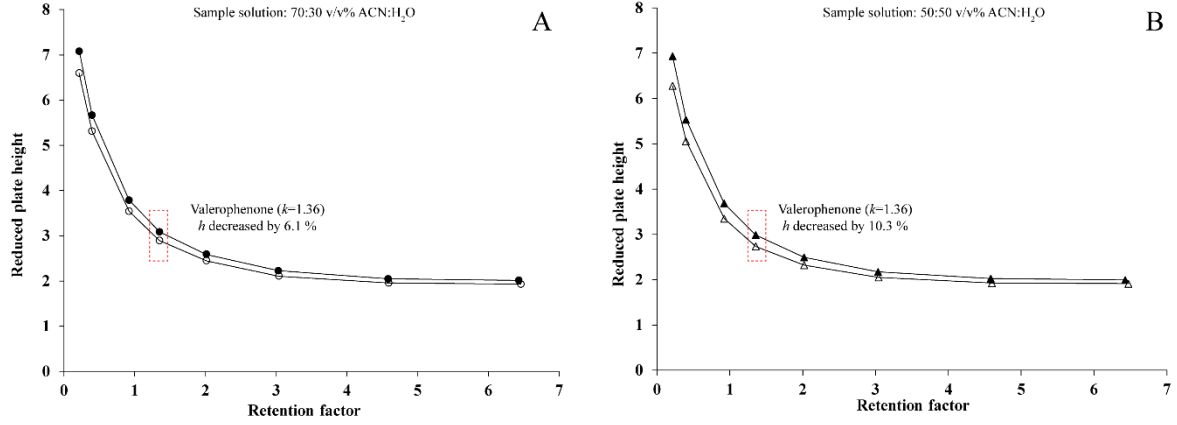 Sample solution: 70:30 v/v% ACN:H₂O
A
8
7
6
5
4
3
2
1
0
Reduced plate height
Valerophenone (k=1.36)
h decreased by 6.1 %
0 1 2 3 4 5 6 7
Retention factor
Sample solution: 50:50 v/v% ACN:H₂O
B
8
7
6
5
4
3
2
1
0
Reduced plate height
Valerophenone (k=1.36)
h decreased by 10.3 %
0 1 2 3 4 5 6 7
Retention factor